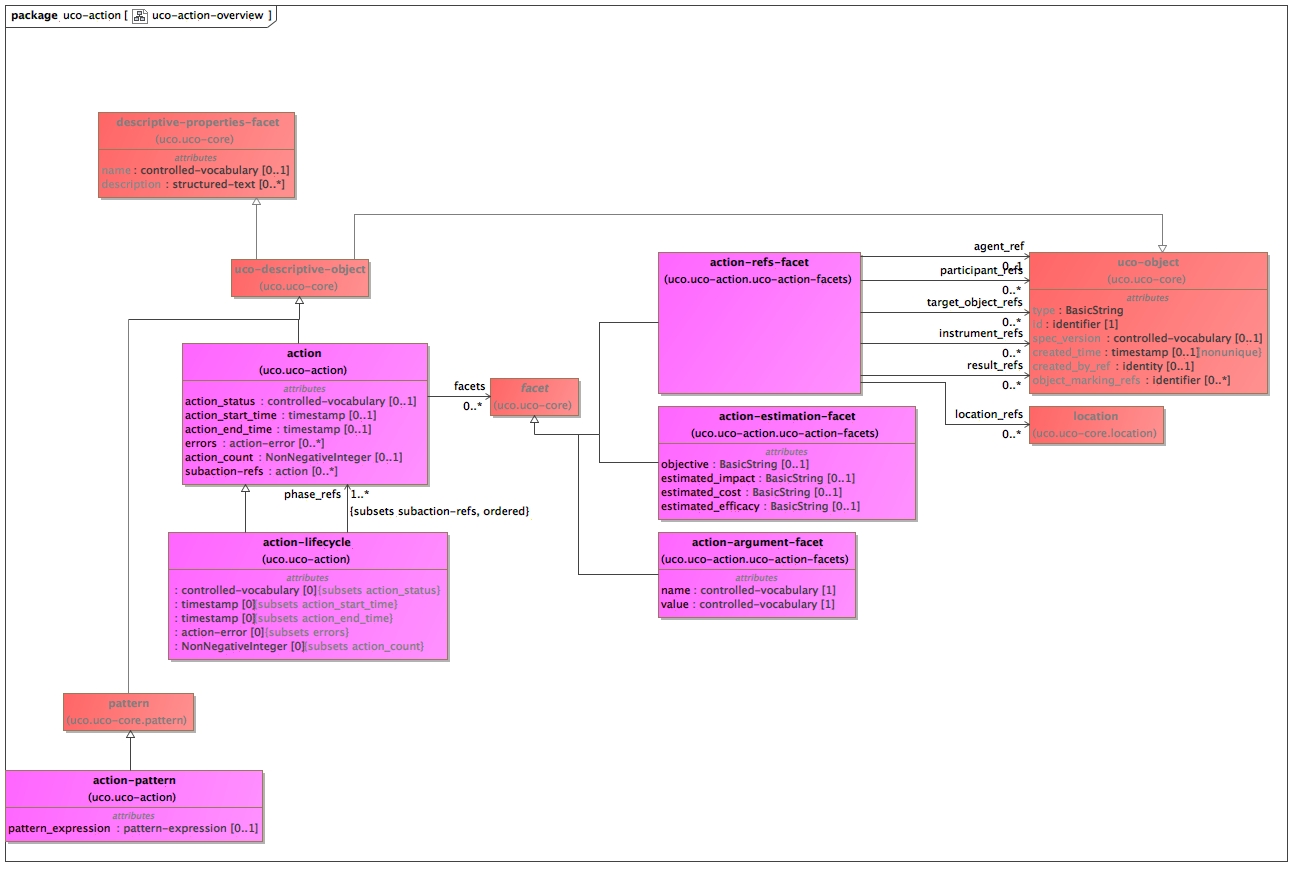 package uco-action [ uco-action-overview ]
descriptive-properties-facet
(uco.uco-core)
attributes
name : controlled-vocabulary [0..1]
description : structured-text [0..*]
uco-descriptive-object
(uco.uco-core)
action
(uco.uco-action)
attributes
action_status : controlled-vocabulary [0..1]
action_start_time : timestamp [0..1]
action_end_time : timestamp [0..1]
errors : action-error [0..*]
action_count : NonNegativeInteger [0..1]
subaction-refs : action [0..*]
facets
0..*
facet
(uco.uco-core)
phase_refs
1..*
{subsets subaction-refs, ordered}
action-lifecycle
(uco.uco-action)
attributes
: controlled-vocabulary [0]{subsets action_status}
: timestamp [0]{subsets action_start_time}
: timestamp [0]{subsets action_end_time}
: action-error [0]{subsets errors}
: NonNegativeInteger [0]{subsets action_count}
pattern
(uco.uco-core.pattern)
action-pattern
(uco.uco-action)
attributes
pattern_expression : pattern-expression [0..1]
action-refs-facet
(uco.uco-action.uco-action-facets)
agent_ref
0..1
participant_refs
0..*
target_object_refs
0..*
instrument_refs
0..*
result_refs
0..*
location_refs
0..*
uco-object
(uco.uco-core)
attributes
type : BasicString
id : identifier [1]
spec_version : controlled-vocabulary [0..1]
created_time : timestamp [0..1]{nonunique}
created_by_ref : identity [0..1]
object_marking_refs : identifier [0..*]
location
(uco.uco-core.location)
action-estimation-facet
(uco.uco-action.uco-action-facets)
attributes
objective : BasicString [0..1]
estimated_impact : BasicString [0..1]
estimated_cost : BasicString [0..1]
estimated_efficacy : BasicString [0..1]
action-argument-facet
(uco.uco-action.uco-action-facets)
attributes
name : controlled-vocabulary [1]
value : controlled-vocabulary [1]